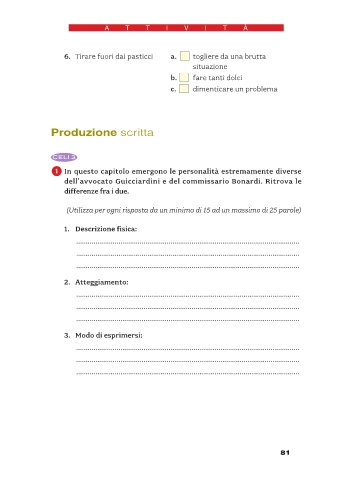 ATTIVITÀ
6. Tirare fuori dai pasticci
a. togliere da una brutta
situazione
b. fare tanti dolci
c. dimenticare un problema
Produzione scritta
CELI 3
1 In questo capitolo emergono le personalità estremamente diverse
dell'avvocato Guicciardini e del commissario Bonardi. Ritrova le
differenze fra i due.
(Utilizza per ogni risposta da un minimo di 15 ad un massimo di 25 parole)
1. Descrizione fisica:
2. Atteggiamento:
3. Modo di esprimersi:
81